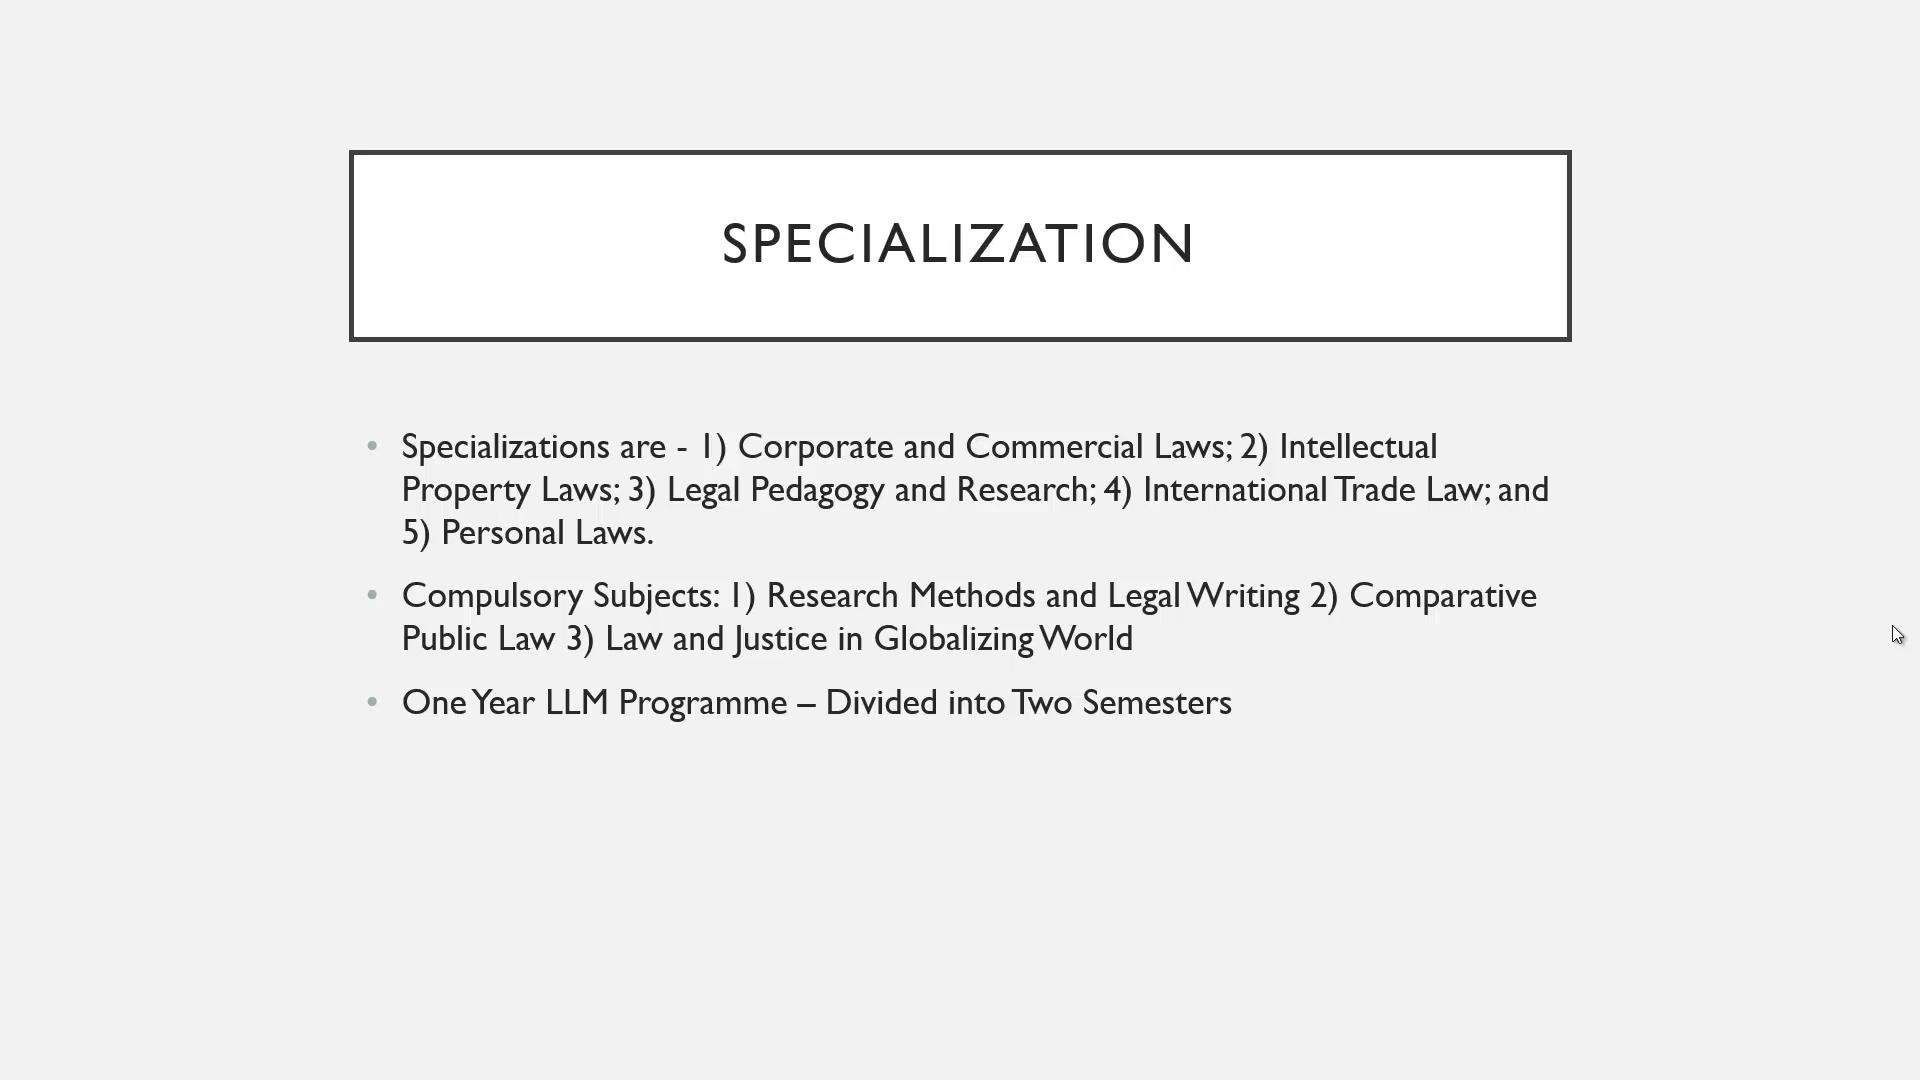 SPECIALIZATION
• Specializations are - 1) Corporate and Commercial Laws; 2) Intellectual
Property Laws; 3) Legal Pedagogy and Research; 4) International Trade Law; and
5) Personal Laws.
• Compulsory Subjects: 1) Research Methods and Legal Writing 2) Comparative
Public Law 3) Law and Justice in Globalizing World
• One Year LLM Programme – Divided into Two Semesters